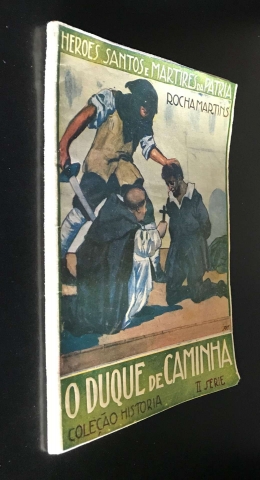 HEROES, SANTOS E MARTIRES DA PATRIA
ROCHA MARTINS
O DUQUE DE CAMINHA
COLEÇÃO HISTORIA II SERIE